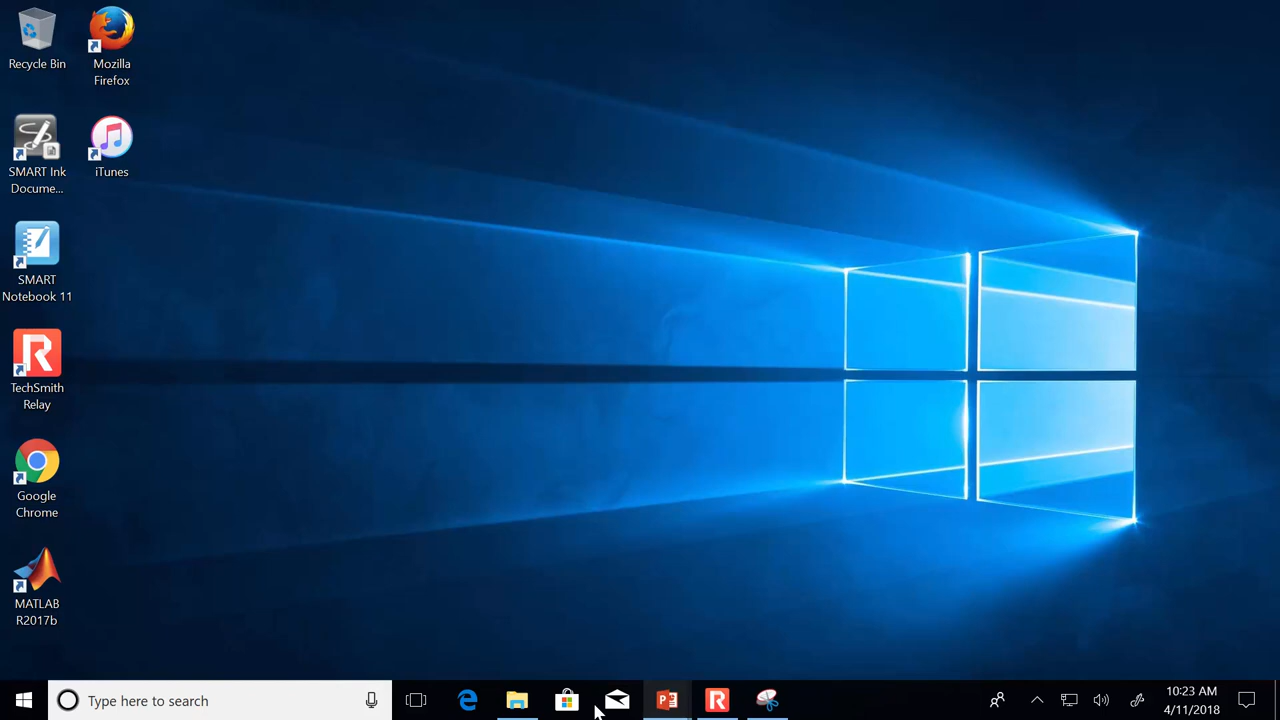 Recycle Bin
Mozilla
Firefox
SMART Ink
Docume...
iTunes
SMART
Notebook 11
TechSmith
Relay
Google
Chrome
MATLAB
R2017b
Type here to search
10:23 AM
4/11/2018